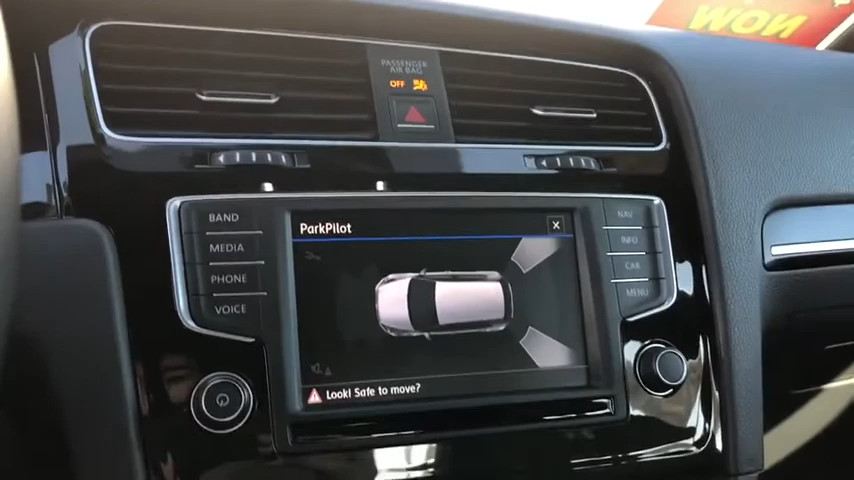 NOW
PASSENGER
AIR BAG
OFF
BAND
MEDIA
PHONE
VOICE
ParkPilot
X
Look! Safe to move?
NAV
INFO
CAR
MENU